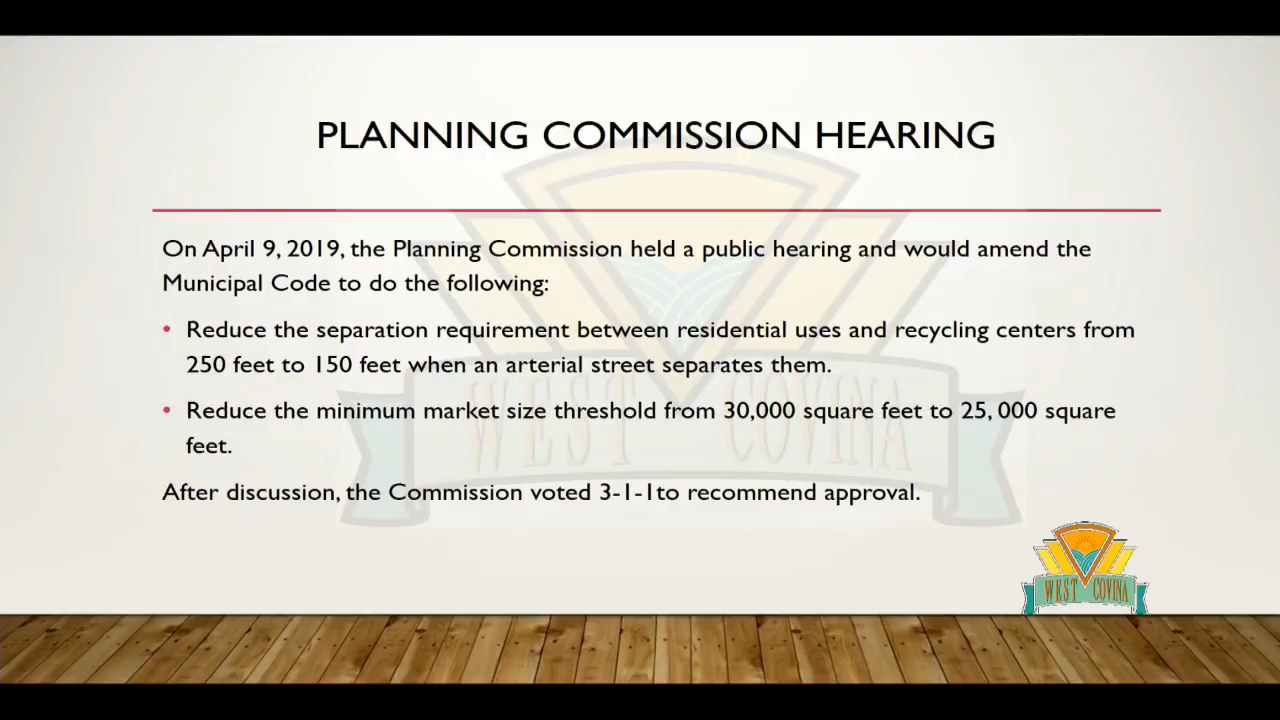 PLANNING COMMISSION HEARING
On April 9, 2019, the Planning Commission held a public hearing and would amend the
Municipal Code to do the following:
• Reduce the separation requirement between residential uses and recycling centers from
250 feet to 150 feet when an arterial street separates them.
• Reduce the minimum market size threshold from 30,000 square feet to 25, 000 square
feet.
After discussion, the Commission voted 3-1-1to recommend approval.
WEST COVINA
WEST COVINA